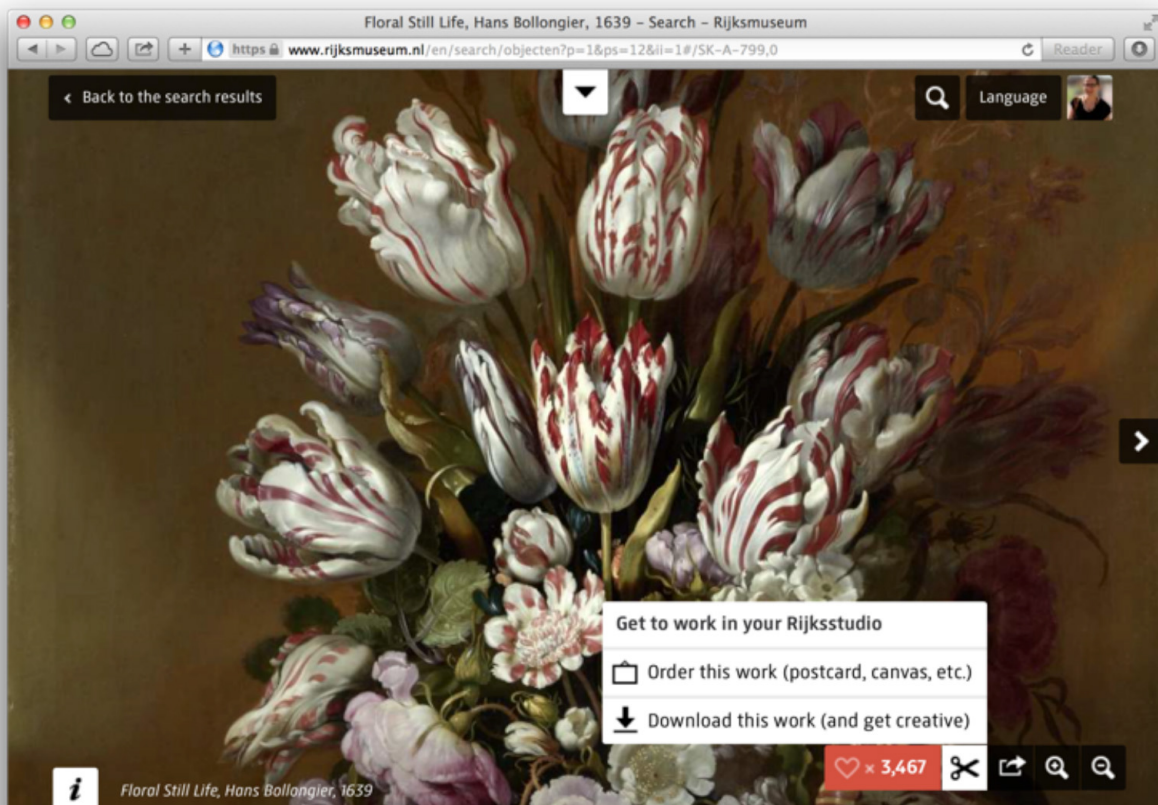 Floral Still Life, Hans Bollongier, 1639 – Search – Rijksmuseum
https www.rijksmuseum.nl/en/search/objecten?p=1&ps=12&ii=1#/SK-A-799,0
Reader
Back to the search results
Language
Get to work in your Rijksstudio
Order this work (postcard, canvas, etc.)
Download this work (and get creative)
× 3,467
i
Floral Still Life, Hans Bollongier, 1639